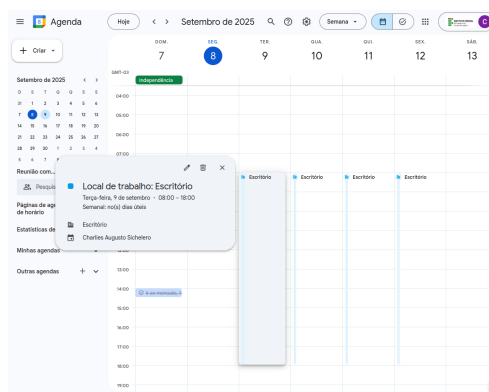 Agenda
Hoje
Setembro de 2025
Semana
C
Criar
DOM.
SEG.
TER.
QUA.
QUI.
SEX.
SÁB.
7
8
9
10
11
12
13
GMT-03
Independência
Setembro de 2025
D S T Q Q S S
31 1 2 3 4 5 6
7 8 9 10 11 12 13
14 15 16 17 18 19 20
21 22 23 24 25 26 27
28 29 30 1 2 3 4
5 6 7 8
04:00
05:00
06:00
07:00
Reunião com...
Pesquis
Páginas de age
de horário
Estatísticas de
Minhas agendas
Outras agendas
Local de trabalho: Escritório
Terça-feira, 9 de setembro · 08:00 – 18:00
Semanal: no(s) dias úteis
Escritório
Charlles Augusto Sichelero
Escritório
Escritório
Escritório
Escritório
13:00
14:00
15:00
16:00
17:00
18:00
19:00